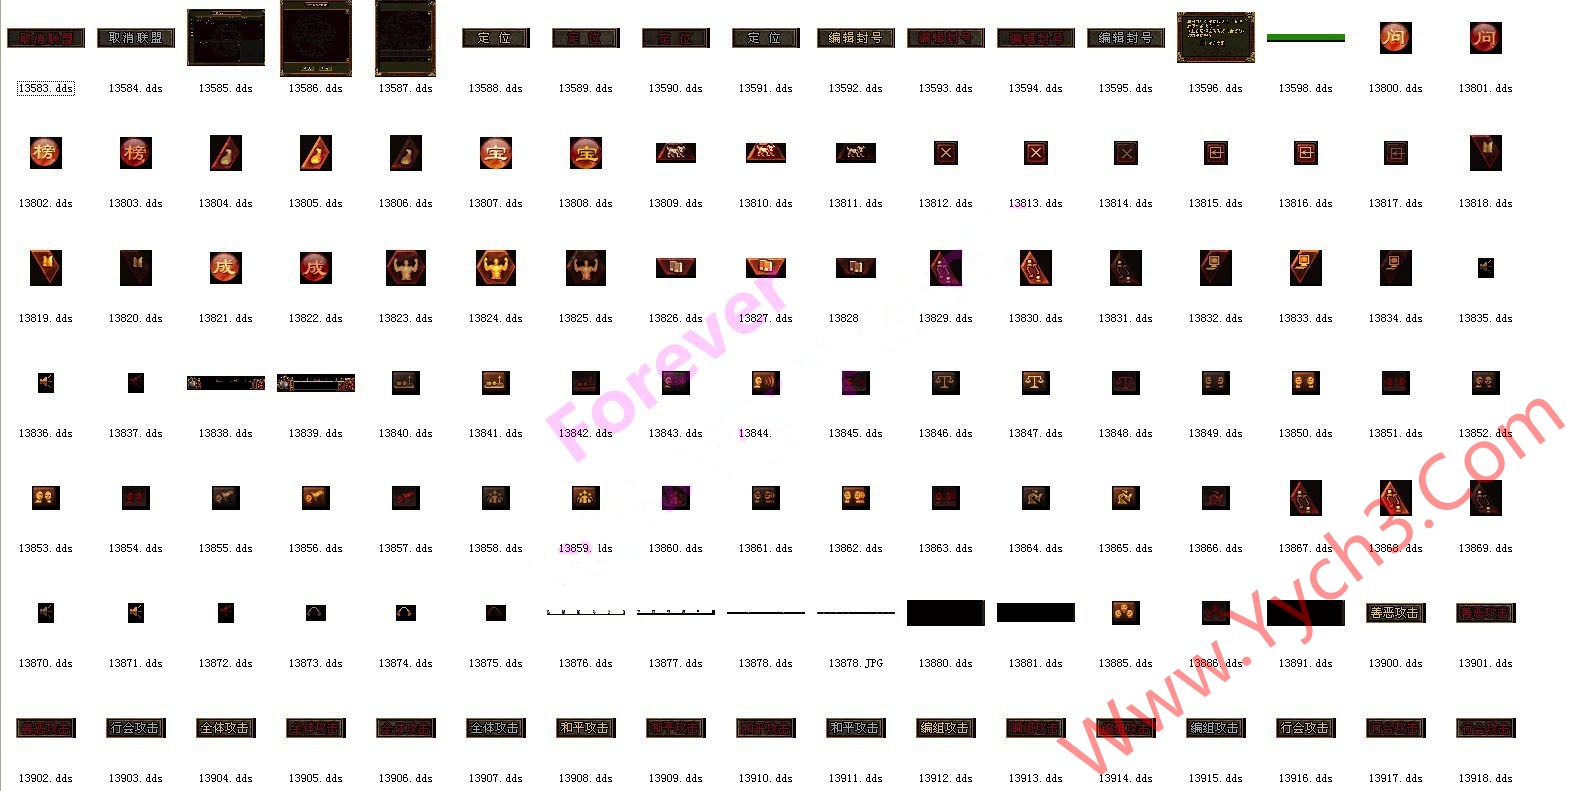 取消联盟 取消联盟 定 位 定 位 定 位 定 位 编辑封号 编辑封号 编辑封号 编辑封号 问 问
13583.dds 13584.dds 13585.dds 13586.dds 13587.dds 13588.dds 13589.dds 13590.dds 13591.dds 13592.dds 13593.dds 13594.dds 13595.dds 13596.dds 13598.dds 13800.dds 13801.dds
榜 榜 宝 宝
13802.dds 13803.dds 13804.dds 13805.dds 13806.dds 13807.dds 13808.dds 13809.dds 13810.dds 13811.dds 13812.dds 13813.dds 13814.dds 13815.dds 13816.dds 13817.dds 13818.dds
成 成
13819.dds 13820.dds 13821.dds 13822.dds 13823.dds 13824.dds 13825.dds 13826.dds 13827.dds 13828 13829.dds 13830.dds 13831.dds 13832.dds 13833.dds 13834.dds 13835.dds
Forever
13836.dds 13837.dds 13838.dds 13839.dds 13840.dds 13841.dds 13842.dds 13843.dds 13844. 13845.dds 13846.dds 13847.dds 13848.dds 13849.dds 13850.dds 13851.dds 13852.dds
13853.dds 13854.dds 13855.dds 13856.dds 13857.dds 13858.dds 13859. lds 13860.dds 13861.dds 13862.dds 13863.dds 13864.dds 13865.dds 13866.dds 13867.dds 13868.dds 13869.dds
善恶攻击 善恶攻击
13870.dds 13871.dds 13872.dds 13873.dds 13874.dds 13875.dds 13876.dds 13877.dds 13878.dds 13878.JPG 13880.dds 13881.dds 13885.dds 13886.dds 13891.dds 13900.dds 13901.dds
善恶攻击 行会攻击 全体攻击 全体攻击 全体攻击 全体攻击 和平攻击 和平攻击 和平攻击 和平攻击 编组攻击 编组攻击 编组攻击 编组攻击 行会攻击 行会攻击 行会攻击
13902.dds 13903.dds 13904.dds 13905.dds 13906.dds 13907.dds 13908.dds 13909.dds 13910.dds 13911.dds 13912.dds 13913.dds 13914.dds 13915.dds 13916.dds 13917.dds 13918.dds
Www.Yych3.Com